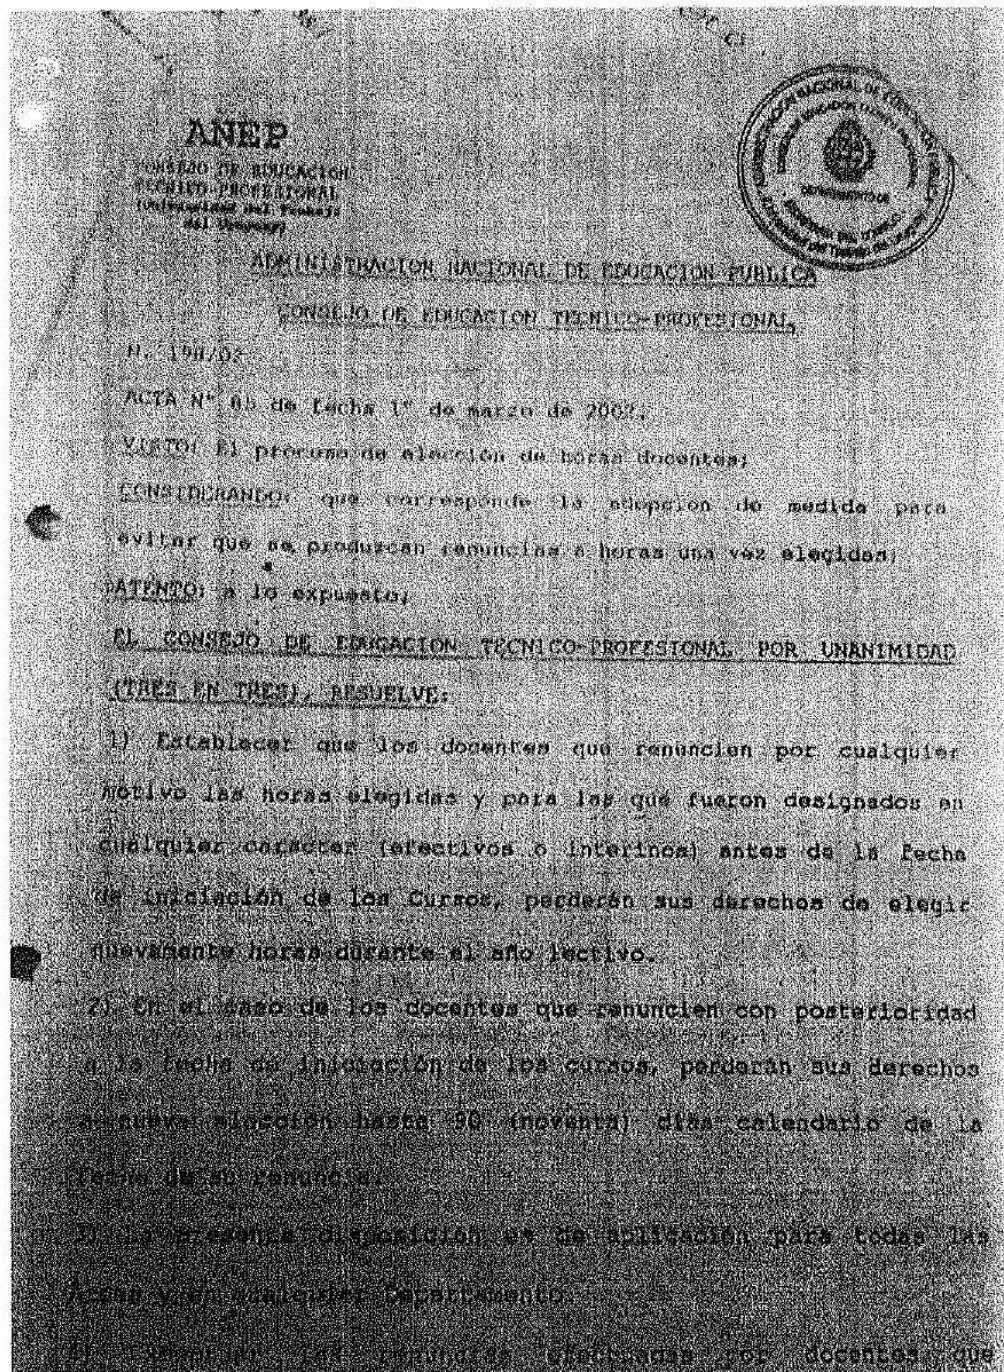 ANEP
CONSEJO DE EDUCACION
TECNICO-PROFESIONAL
(Universidad del Trabajo
del Uruguay)
ADMINISTRACION NACIONAL DE EDUCACION PUBLICA
CONSEJO DE EDUCACION TECNICO-PROFESIONAL,
ACTA N° de fecha 1° de marzo de 2002.
VISTO: El proceso de elección de horas docentes;
CONSIDERANDO: que corresponde la adopción de medida para
evitar que se produzcan renuncias a horas una vez elegidas;
ATENTO: a lo expuesto;
EL CONSEJO DE EDUCACION TECNICO-PROFESIONAL POR UNANIMIDAD
(TRES EN TRES), RESUELVE:
1) Establecer que los docentes que renuncien por cualquier
motivo las horas elegidas y para las que fueron designados en
cualquier carácter (efectivos o interinos) antes de la fecha
de iniciación de los Cursos, perderán sus derechos de elegir
nuevamente horas durante el año lectivo.
2) En el caso de los docentes que renuncien con posterioridad
a la fecha de iniciación de los cursos, perderán sus derechos
a nueva elección hasta 90 (noventa) días calendario de la
fecha de su renuncia.
3) La presente disposición es de aplicación para todas las
Areas y en cualquier Departamento.
renuncias efectuadas por docentes que